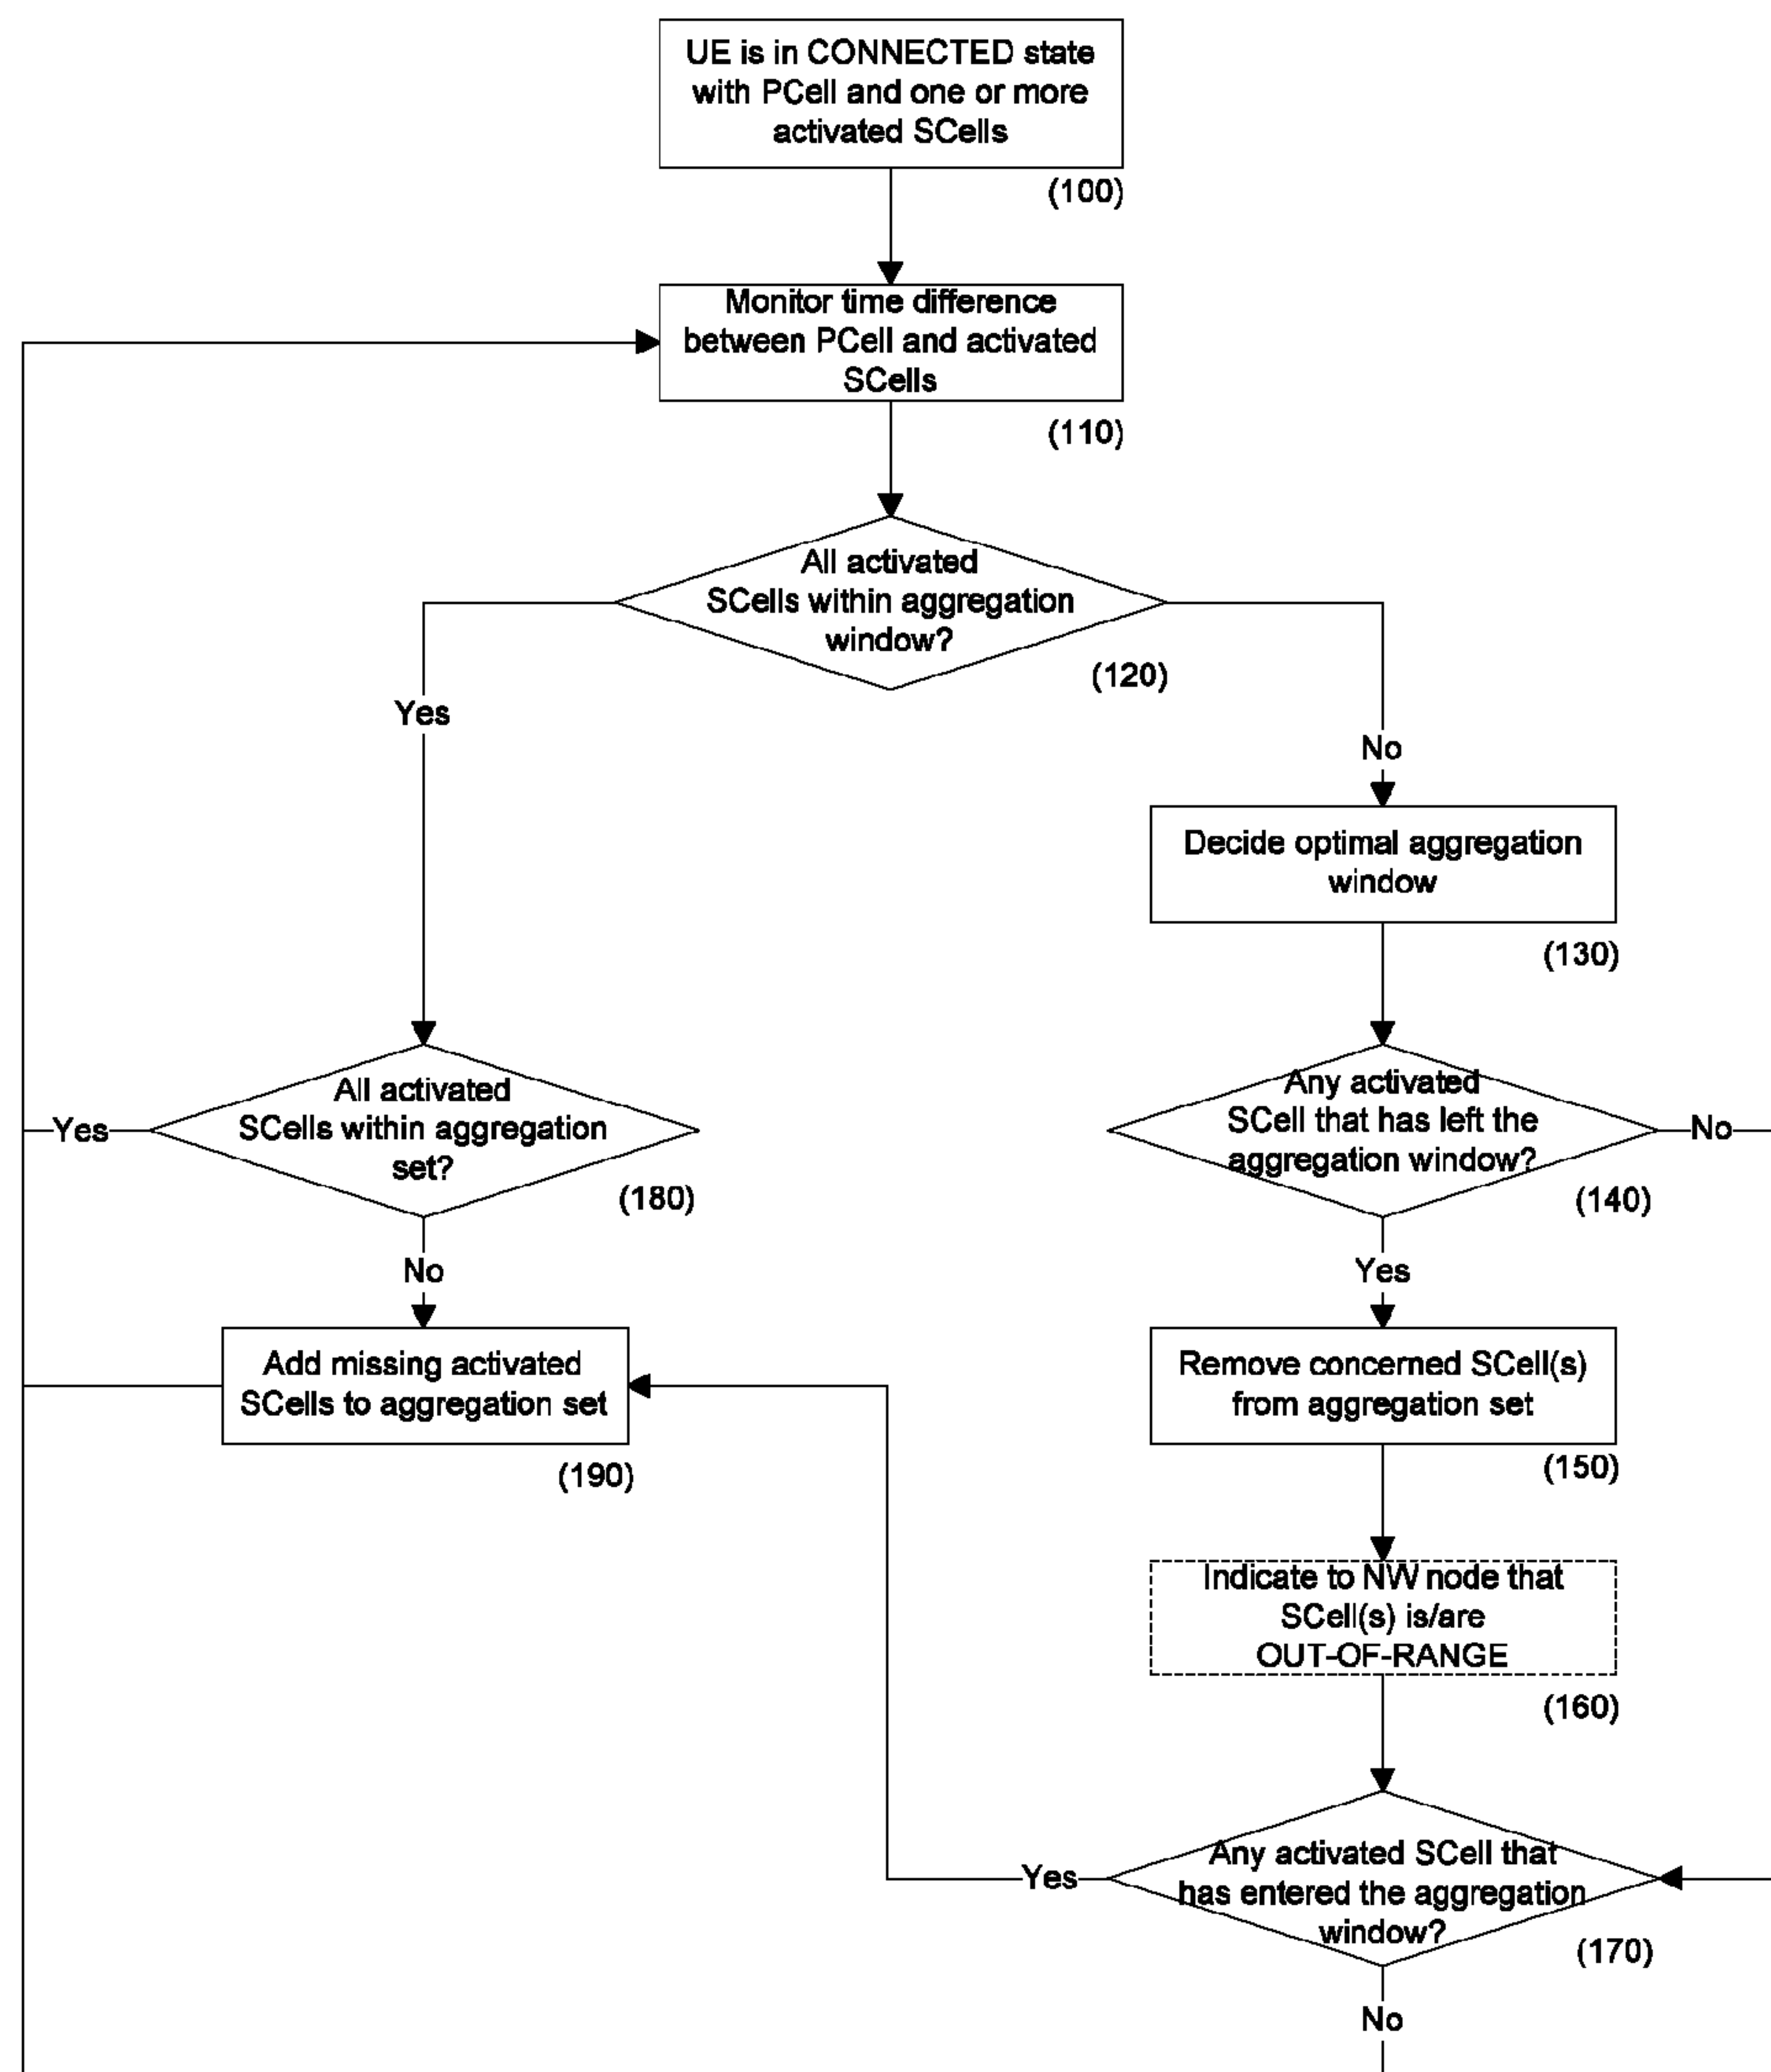 UE is in CONNECTED state
with PCell and one or more
activated SCells
(100)
Monitor time difference
between PCell and activated
SCells
(110)
All activated
SCells within aggregation
window?
(120)
Yes
No
Decide optimal aggregation
window
(130)
All activated
SCells within aggregation
set?
(180)
Yes
No
Any activated
SCell that has left the
aggregation window?
(140)
No
Yes
Add missing activated
SCells to aggregation set
(190)
Remove concerned SCell(s)
from aggregation set
(150)
Indicate to NW node that
SCell(s) is/are
OUT-OF-RANGE
(160)
Any activated SCell that
has entered the aggregation
window?
(170)
Yes
No